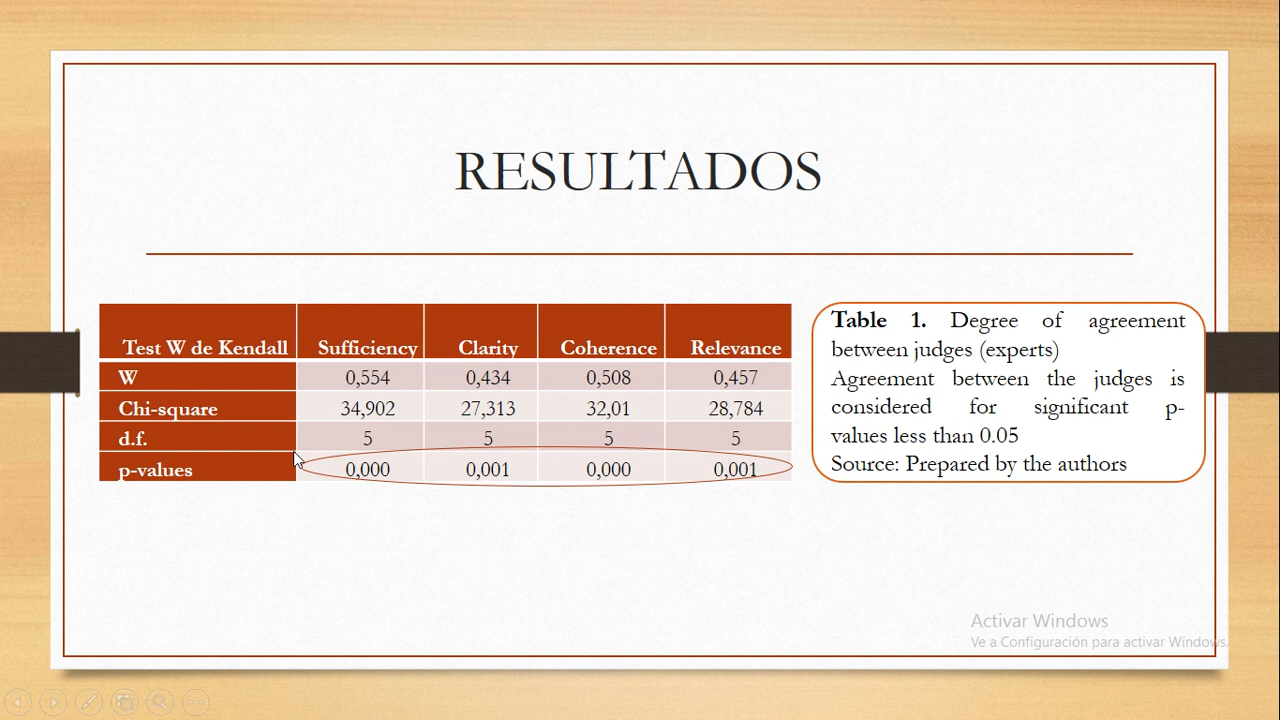 RESULTADOS
Test W de Kendall Sufficiency Clarity Coherence Relevance
W 0,554 0,434 0,508 0,457
Chi-square 34,902 27,313 32,01 28,784
d.f. 5 5 5 5
p-values 0,000 0,001 0,000 0,001
Table 1. Degree of agreement
between judges (experts)
Agreement between the judges is
considered for significant p-
values less than 0.05
Source: Prepared by the authors
Activar Windows
Ve a Configuración para activar Windows.